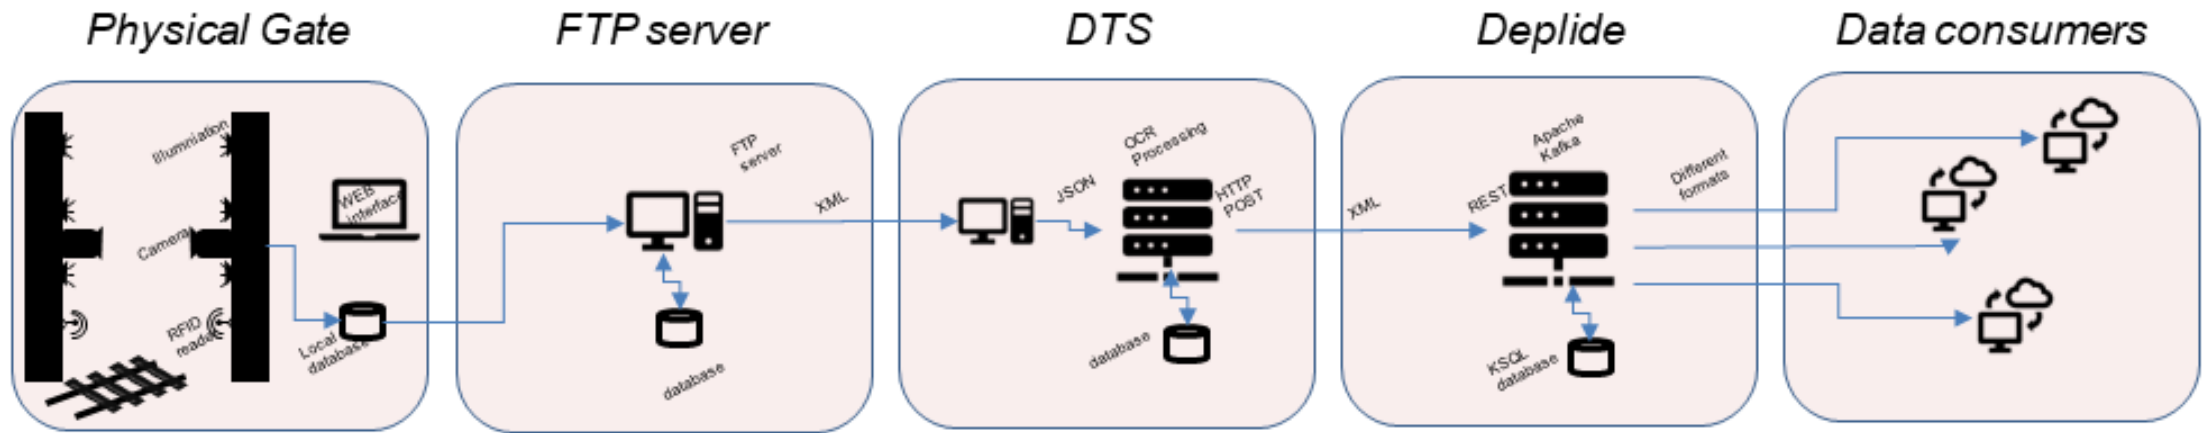 Physical Gate
FTP server
DTS
Deplide
Data consumers
Illumniation
WEB
interface
Camera
RFID
reader
Local
database
FTP
server
XML
database
JSON
OCR
Processing
HTTP
POST
database
XML
REST
Apache
Kafka
KSQL
database
Different
formats